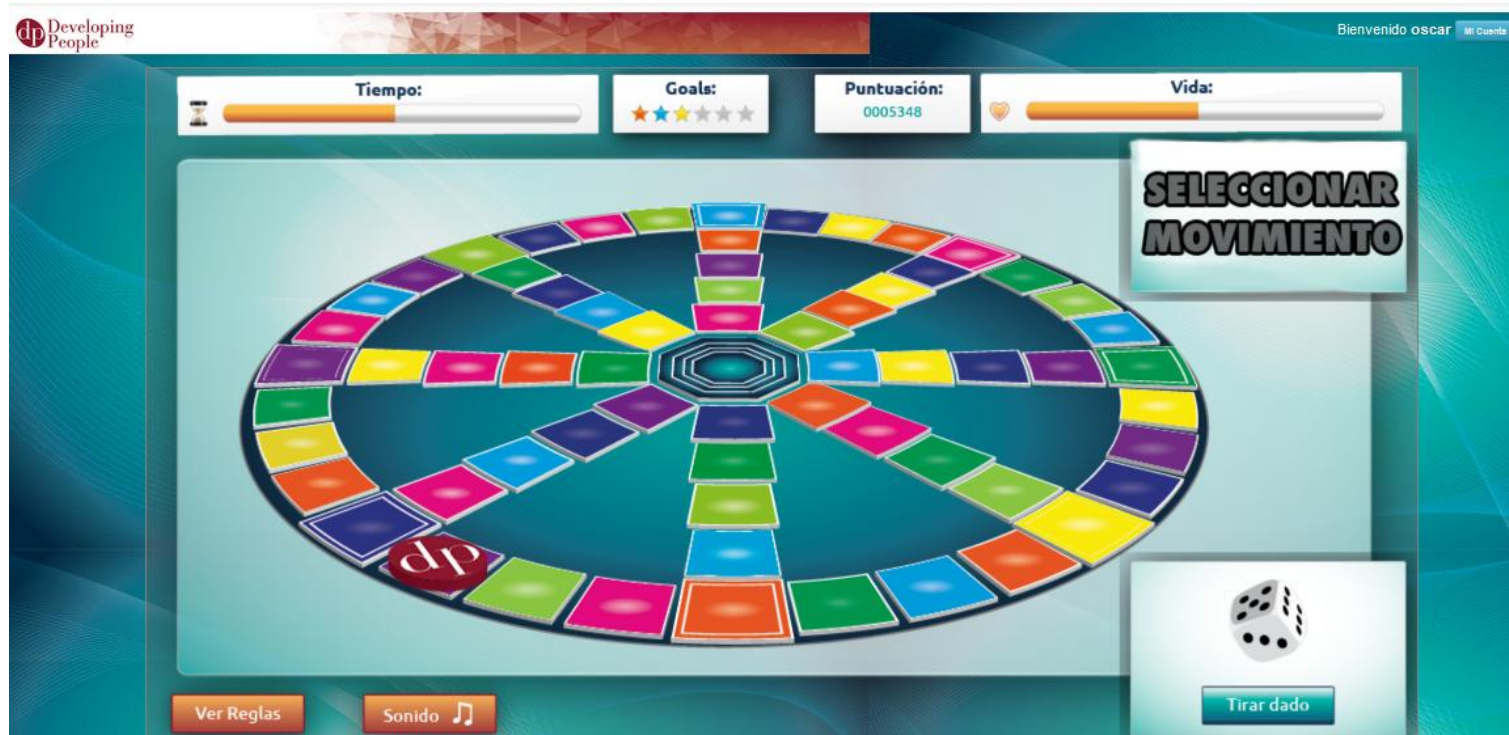 dp Developing
People
Bienvenido oscar Mi Cuenta
Tiempo:
Goals:
Puntuación:
0005348
Vida:
SELECCIONAR
MOVIMIENTO
dp
Tirar dado
Ver Reglas
Sonido